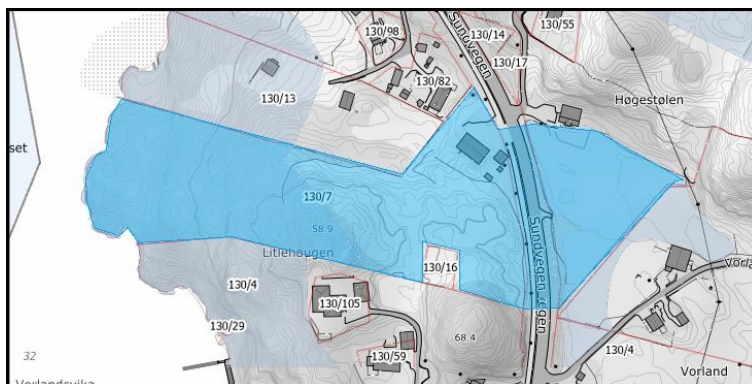 130/14
130/55
130/98
Sundvegen
130/17
130/82
130/13
Høgestølen
set
130/7
58.9
Litlehaugen
Sundvegen
130/16
130/4
130/105
130/29
68.4
130/59
130/4
32
Vorland
Vorlandsvika